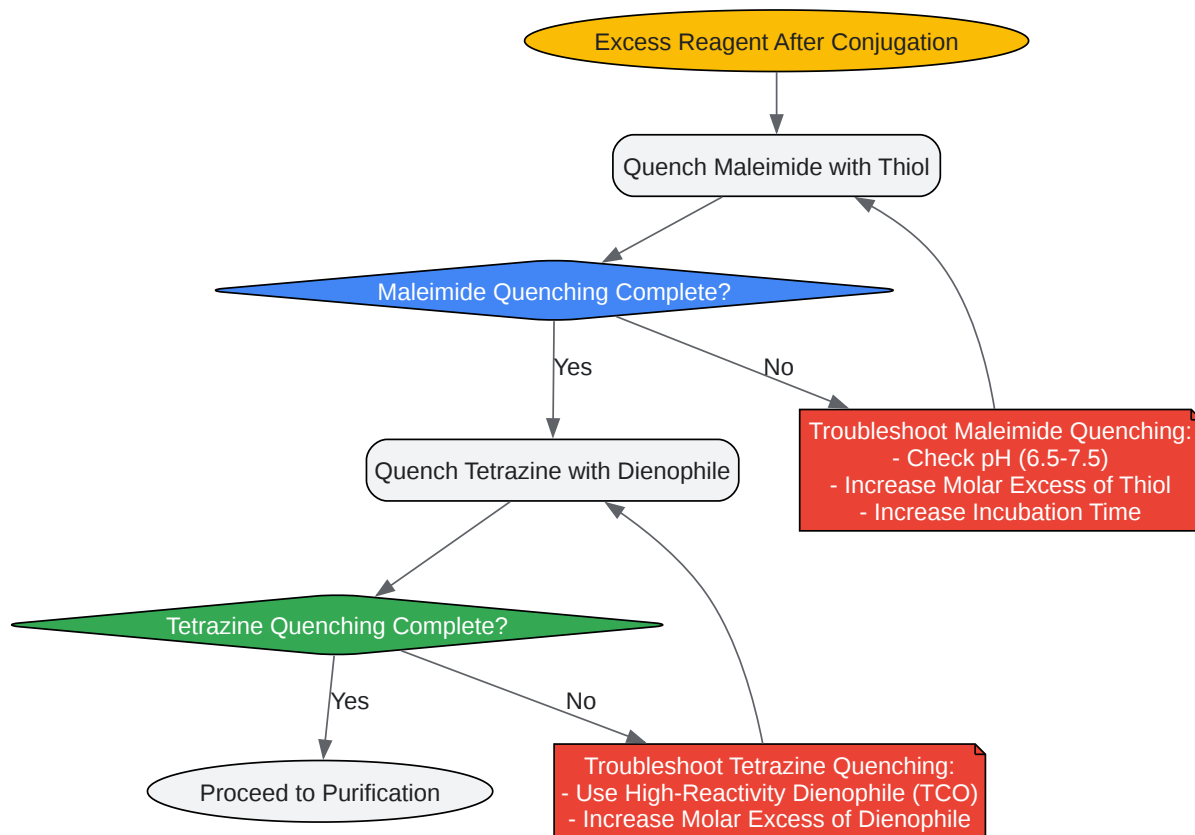 Excess Reagent After Conjugation
Quench Maleimide with Thiol
Maleimide Quenching Complete?
Yes
No
Troubleshoot Maleimide Quenching:
- Check pH (6.5-7.5)
- Increase Molar Excess of Thiol
- Increase Incubation Time
Quench Tetrazine with Dienophile
Tetrazine Quenching Complete?
Yes
No
Troubleshoot Tetrazine Quenching:
- Use High-Reactivity Dienophile (TCO)
- Increase Molar Excess of Dienophile
Proceed to Purification